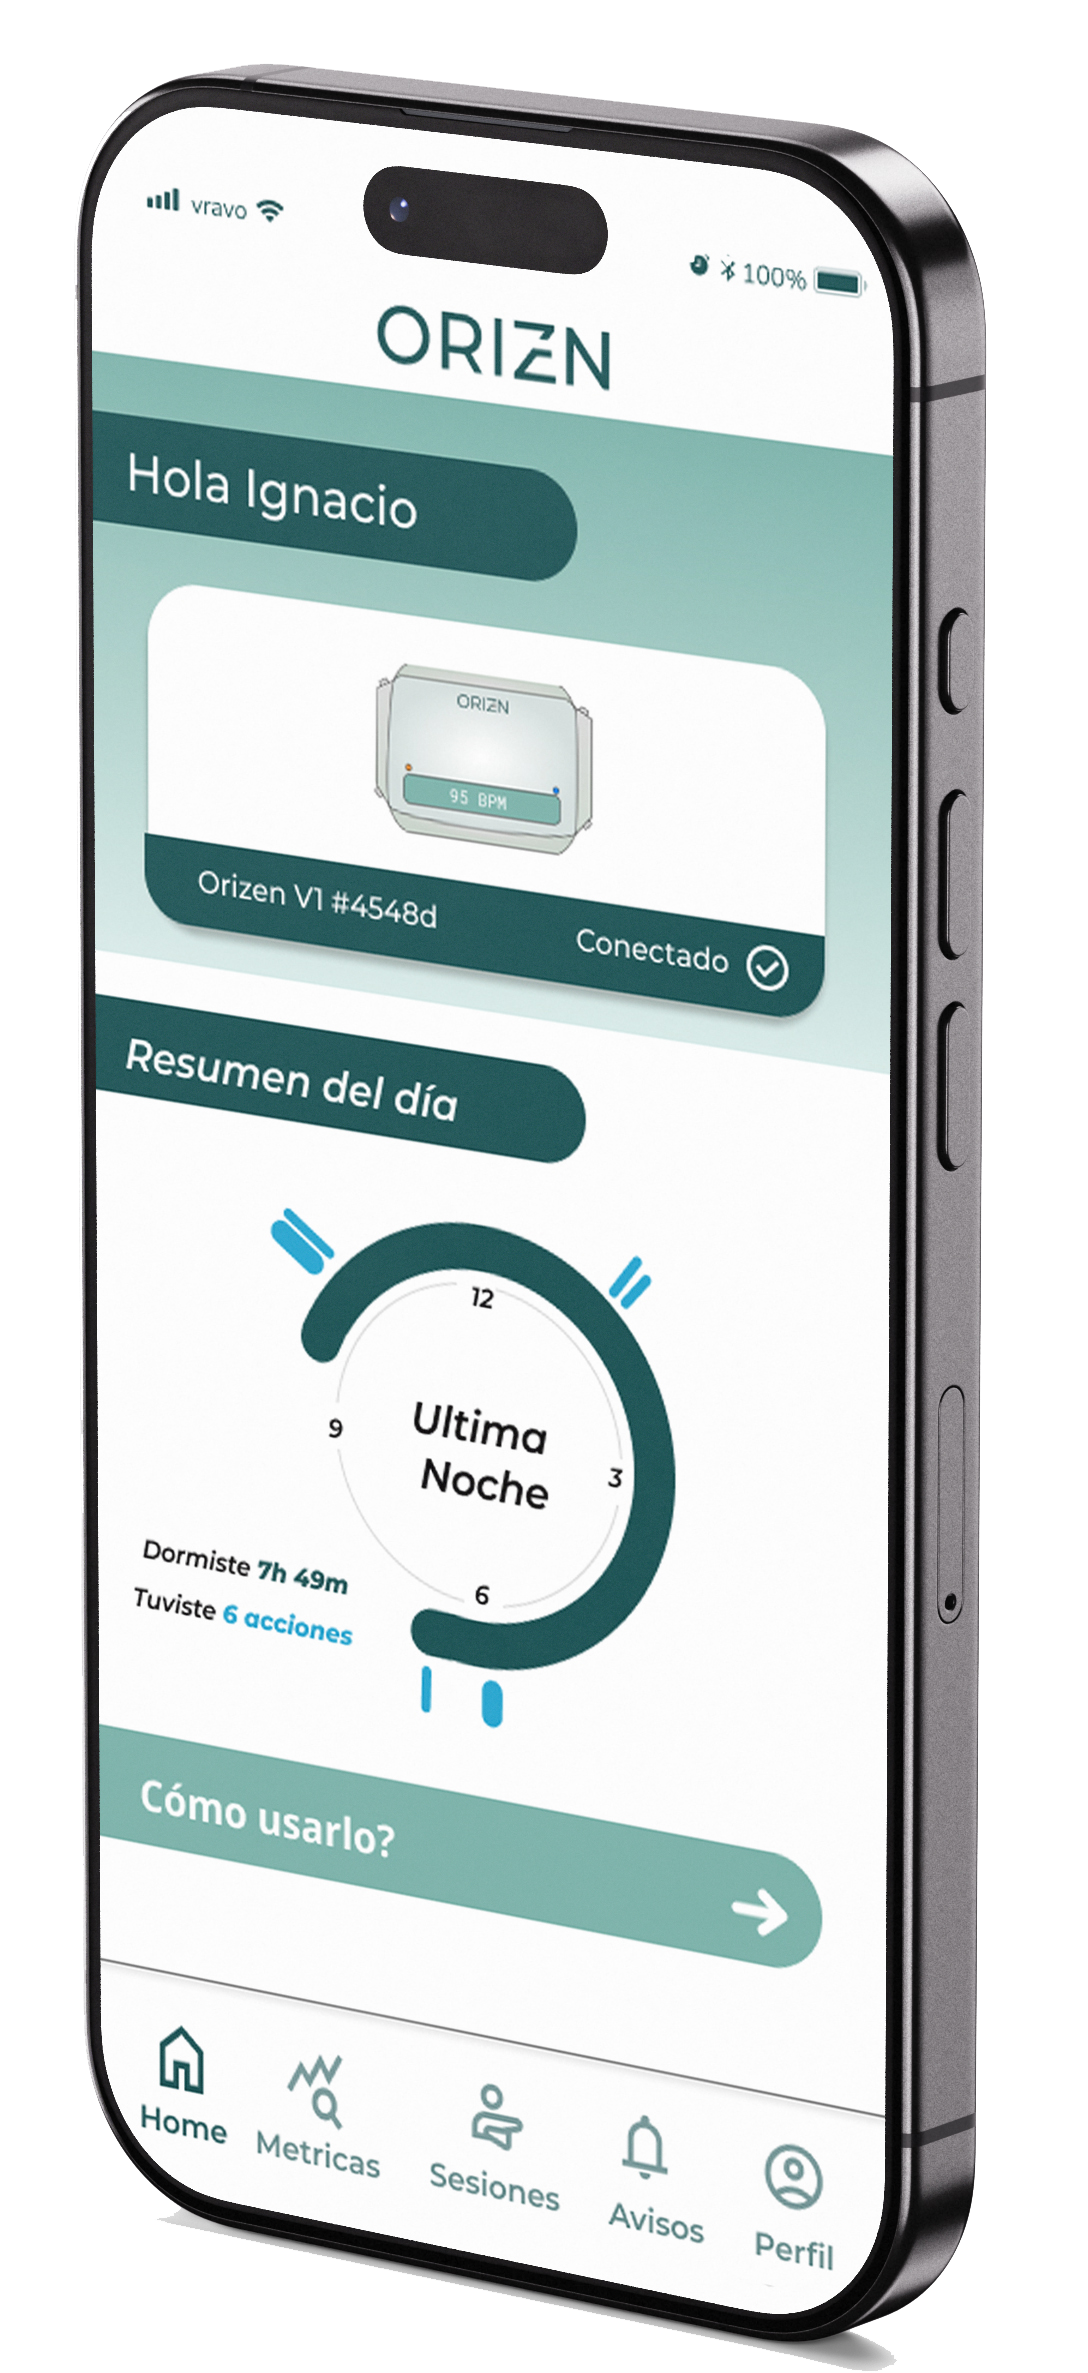 vravo
100%
ORIZN
Hola Ignacio
ORIZN
95 BPM
Orizen V1 #4548d
Conectado
Resumen del día
12
9
3
6
Ultima
Noche
Dormiste 7h 49m
Tuviste 6 acciones
Cómo usarlo?
Home
Metricas
Sesiones
Avisos
Perfil